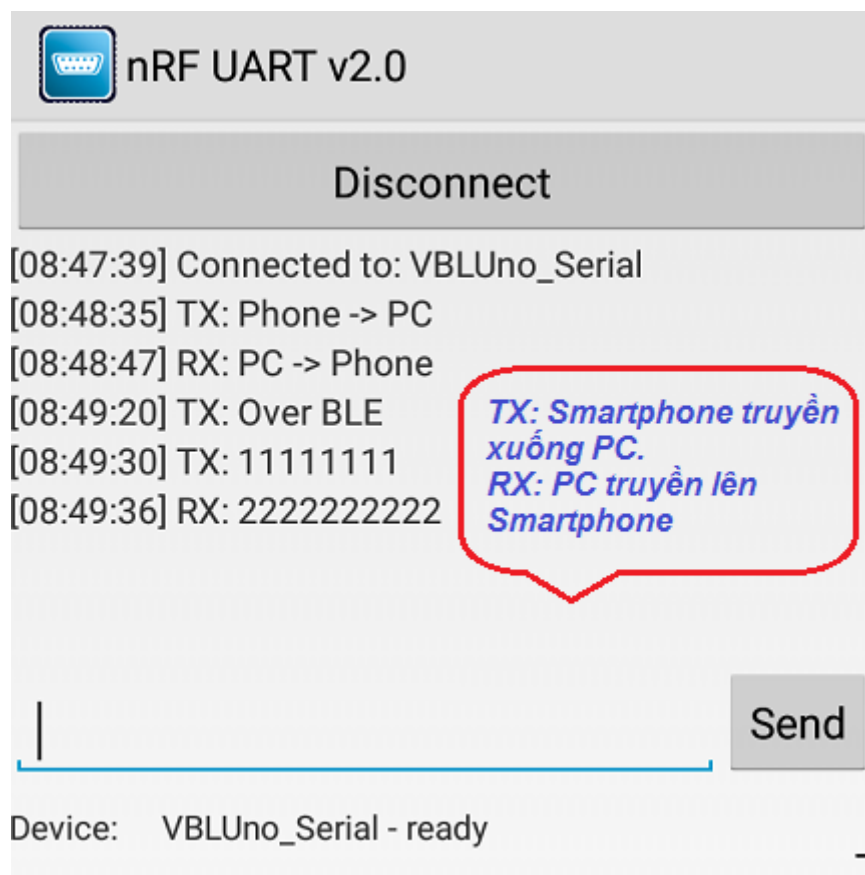 nRF UART v2.0
Disconnect
[08:47:39] Connected to: VBLUno_Serial
[08:48:35] TX: Phone -> PC
[08:48:47] RX: PC -> Phone
[08:49:20] TX: Over BLE
[08:49:30] TX: 11111111
[08:49:36] RX: 2222222222
TX: Smartphone truyền
xuống PC.
RX: PC truyền lên
Smartphone
Send
Device: VBLUno_Serial - ready